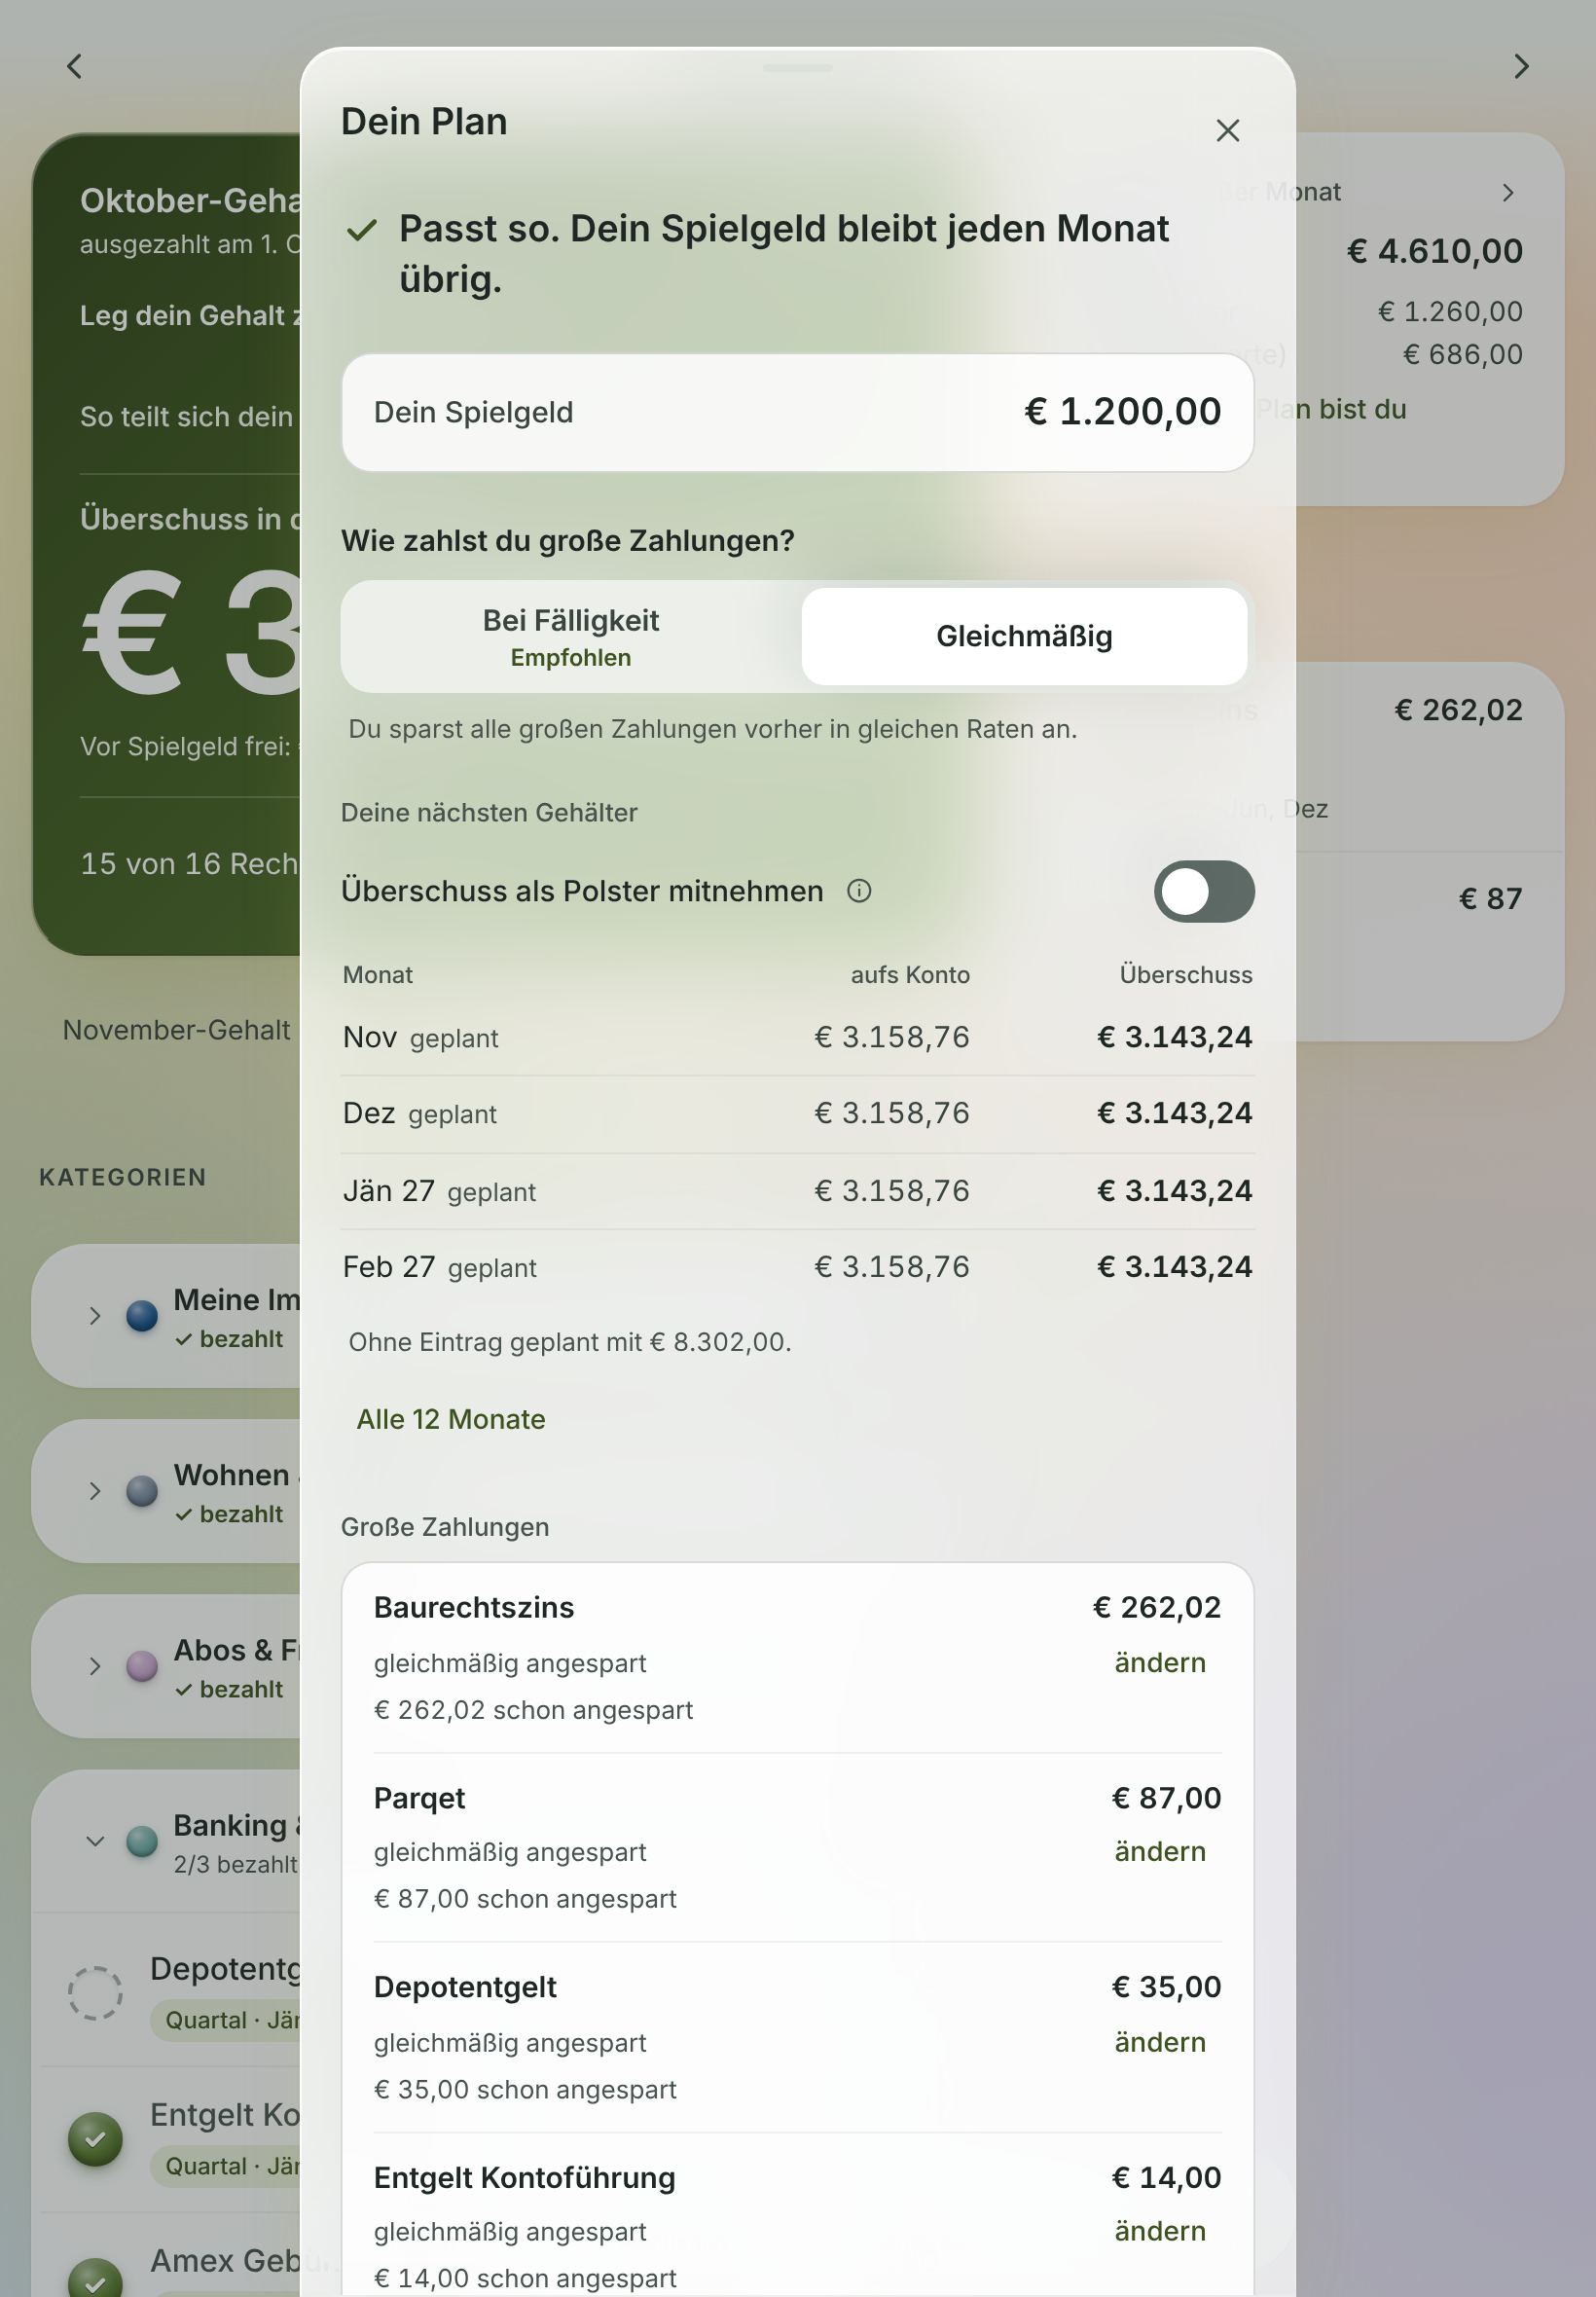 Dein Plan
Passt so. Dein Spielgeld bleibt jeden Monat
übrig.
Dein Spielgeld € 1.200,00
Wie zahlst du große Zahlungen?
Bei Fälligkeit
Empfohlen
Gleichmäßig
Du sparst alle großen Zahlungen vorher in gleichen Raten an.
Deine nächsten Gehälter
Überschuss als Polster mitnehmen
Monat aufs Konto Überschuss
Nov geplant € 3.158,76 € 3.143,24
Dez geplant € 3.158,76 € 3.143,24
Jän 27 geplant € 3.158,76 € 3.143,24
Feb 27 geplant € 3.158,76 € 3.143,24
Ohne Eintrag geplant mit € 8.302,00.
Alle 12 Monate
Große Zahlungen
Baurechtszins € 262,02
gleichmäßig angespart ändern
€ 262,02 schon angespart
Parqet € 87,00
gleichmäßig angespart ändern
€ 87,00 schon angespart
Depotentgelt € 35,00
gleichmäßig angespart ändern
€ 35,00 schon angespart
Entgelt Kontoführung € 14,00
gleichmäßig angespart ändern
€ 14,00 schon angespart
Oktober-Geha
ausgezahlt am 1. O
Leg dein Gehalt z
So teilt sich dein
Überschuss in d
€ 3
Vor Spielgeld frei:
15 von 16 Rech
November-Gehalt
KATEGORIEN
Meine Im
bezahlt
Wohnen
bezahlt
Abos & Fr
bezahlt
Banking &
2/3 bezahlt
Depotentg
Quartal · Jän
Entgelt Ko
Quartal · Jän
Amex Gebü
er Monat
€ 4.610,00
€ 1.260,00
€ 686,00
Plan bist du
€ 262,02
Jun, Dez
€ 87